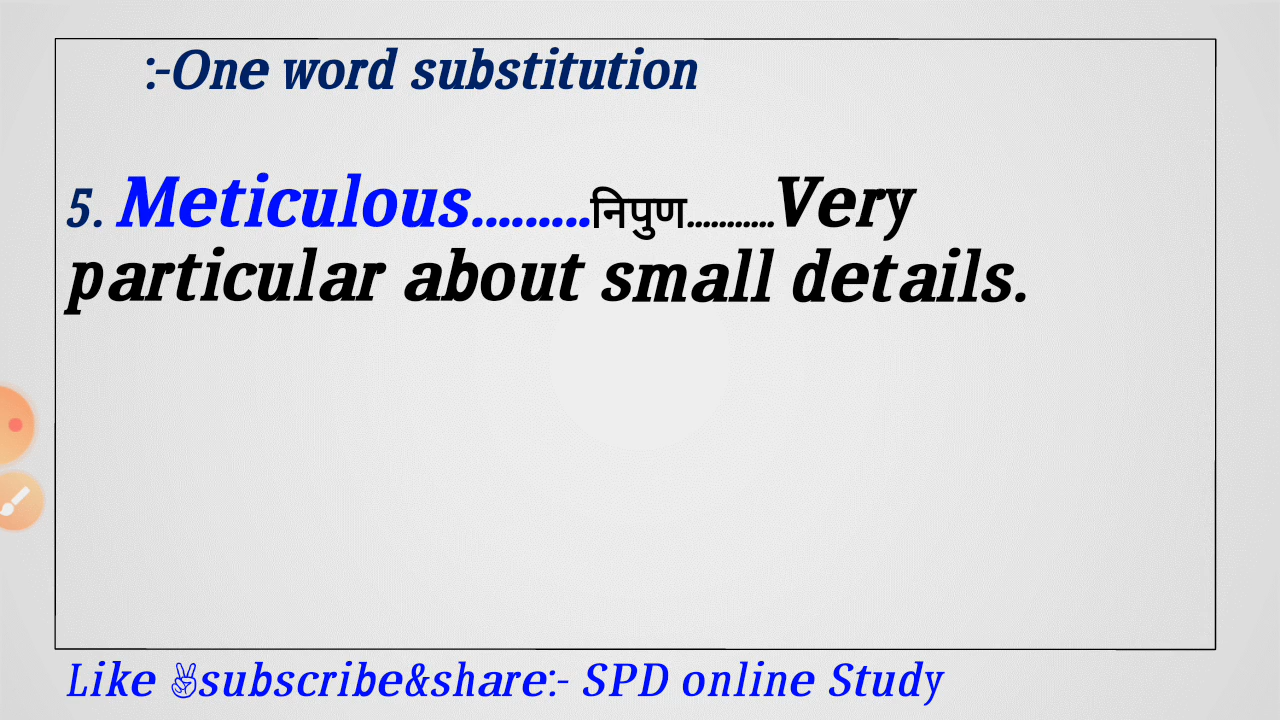 :-One word substitution
5. Meticulous.........निपुण...........Very
particular about small details.
Like ✌subscribe&share:- SPD online Study